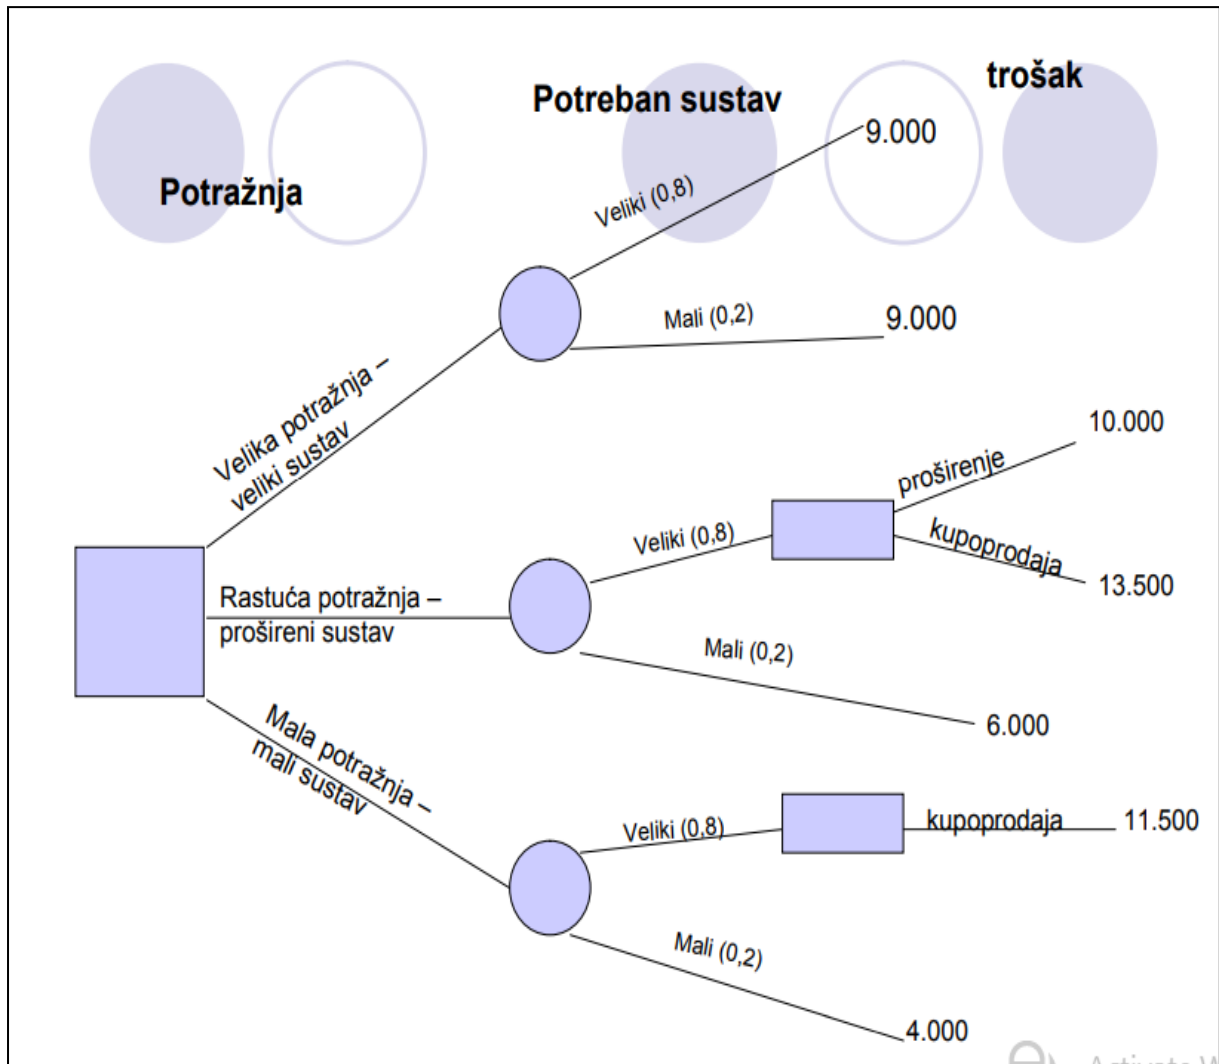 trošak
Potreban sustav
9.000
Potražnja
Veliki (0,8)
Mali (0,2)
9.000
Velika potražnja –
veliki sustav
10.000
proširenje
Veliki (0,8)
kupoprodaja
13.500
Rastuća potražnja –
prošireni sustav
Mali (0,2)
6.000
Mala potražnja –
mali sustav
Veliki (0,8)
kupoprodaja
11.500
Mali (0,2)
4.000